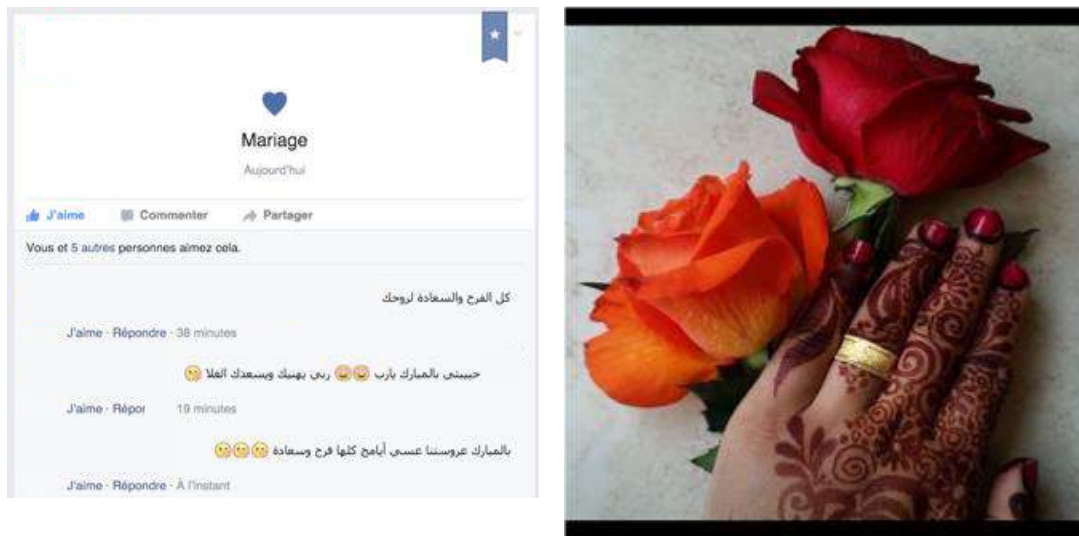 Mariage
Aujourd'hui
J'aime Commenter Partager
Vous et 5 autres personnes aimez cela.
كل الفرح والسعادة لروحك
J'aime · Répondre · 38 minutes
حبيبتي بالمبارك يارب ربي يهنيك ويسعدك الغلا
J'aime · Répor 19 minutes
بالمبارك عروستنا عسى أيامج كلها فرح وسعادة
J'aime · Répondre · À l'instant